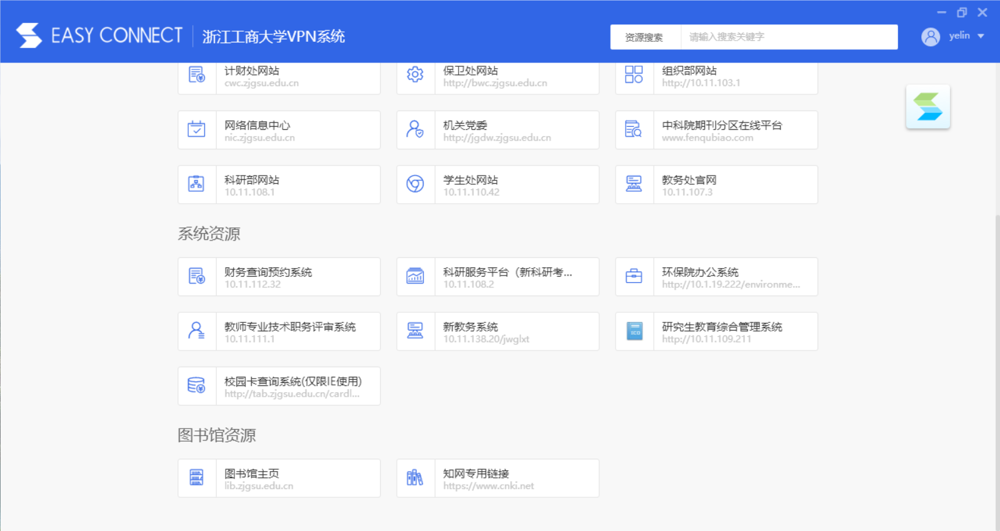 EASY CONNECT
浙江工商大学VPN系统
资源搜索
请输入搜索关键字
yelin
计财处网站
cwc.zjgsu.edu.cn
保卫处网站
http://bwc.zjgsu.edu.cn
组织部网站
http://10.11.103.1
网络信息中心
nic.zjgsu.edu.cn
机关党委
http://jgdw.zjgsu.edu.cn
中科院期刊分区在线平台
www.fenqubiao.com
科研部网站
10.11.108.1
学生处网站
10.11.110.42
教务处官网
10.11.107.3
系统资源
财务查询预约系统
10.11.112.32
科研服务平台（新科研考...
10.11.108.2
环保院办公系统
http://10.1.19.222/environme...
教师专业技术职务评审系统
10.11.111.1
新教务系统
10.11.138.20/jwglxt
ICD
研究生教育综合管理系统
http://10.11.109.211
校园卡查询系统(仅限IE使用)
http://tab.zjgsu.edu.cn/cardl...
图书馆资源
图书馆主页
lib.zjgsu.edu.cn
知网专用链接
https://www.cnki.net